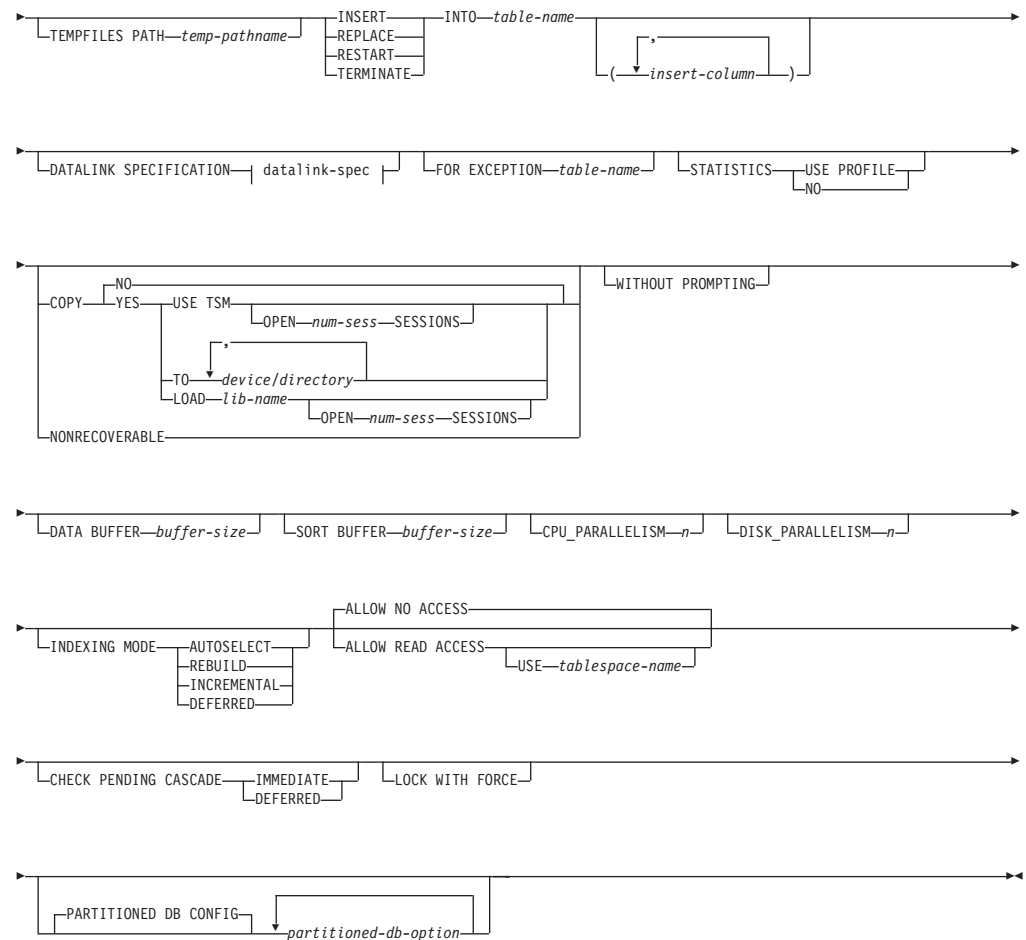 TEMPFILES PATH temp-pathname INSERT INTO table-name
REPLACE
RESTART
TERMINATE
,
( insert-column )
DATALINK SPECIFICATION datalink-spec FOR EXCEPTION table-name STATISTICS USE PROFILE
NO
NO
COPY YES USE TSM WITHOUT PROMPTING
OPEN num-sess SESSIONS
,
TO device/directory
LOAD lib-name
OPEN num-sess SESSIONS
NONRECOVERABLE
DATA BUFFER buffer-size SORT BUFFER buffer-size CPU_PARALLELISM n DISK_PARALLELISM n
ALLOW NO ACCESS
INDEXING MODE AUTOSELECT ALLOW READ ACCESS
REBUILD USE tablespace-name
INCREMENTAL
DEFERRED
CHECK PENDING CASCADE IMMEDIATE LOCK WITH FORCE
DEFERRED
PARTITIONED DB CONFIG
partitioned-db-option